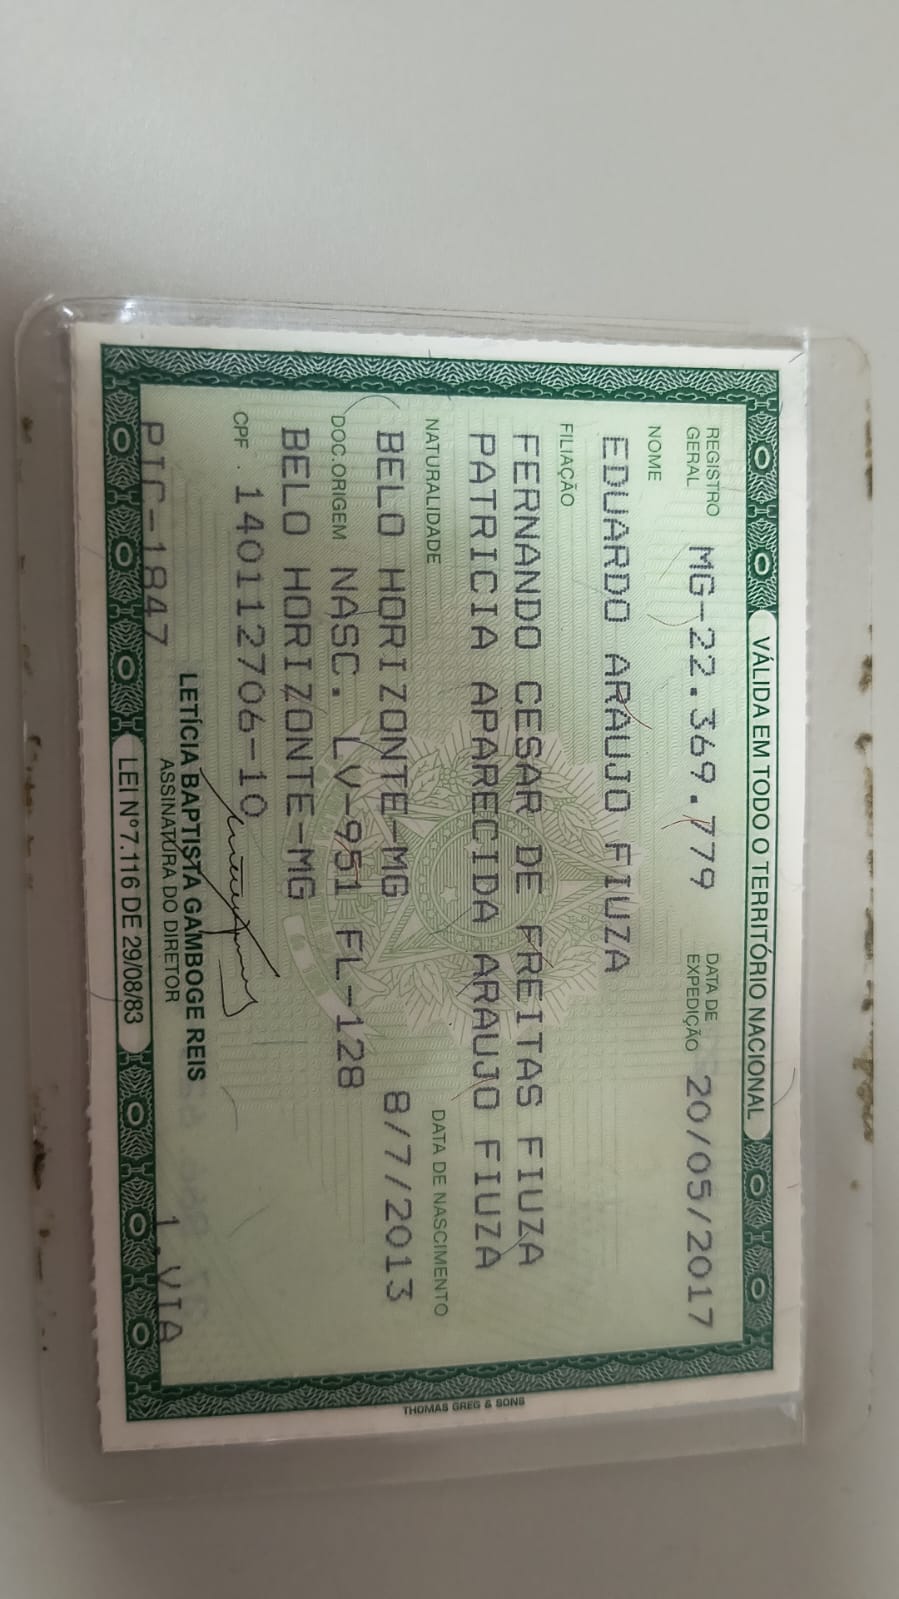 VÁLIDA EM TODO O TERRITÓRIO NACIONAL
REGISTRO GERAL MG-22.369.779 DATA DE EXPEDIÇÃO 20/05/2017
NOME
EDUARDO ARAUJO FIUZA
FILIAÇÃO
FERNANDO CESAR DE FREITAS FIUZA
PATRICIA APARECIDA ARAUJO FIUZA
NATURALIDADE DATA DE NASCIMENTO
BELO HORIZONTE-MG 8/7/2013
DOC.ORIGEM NASC. LV-951 FL-128
BELO HORIZONTE-MG
CPF 140112706-10
LETÍCIA BAPTISTA GAMBOGE REIS
ASSINATURA DO DIRETOR
PIC-1847 1.VIA
LEI Nº7.116 DE 29/08/83
THOMAS GREG & SONS